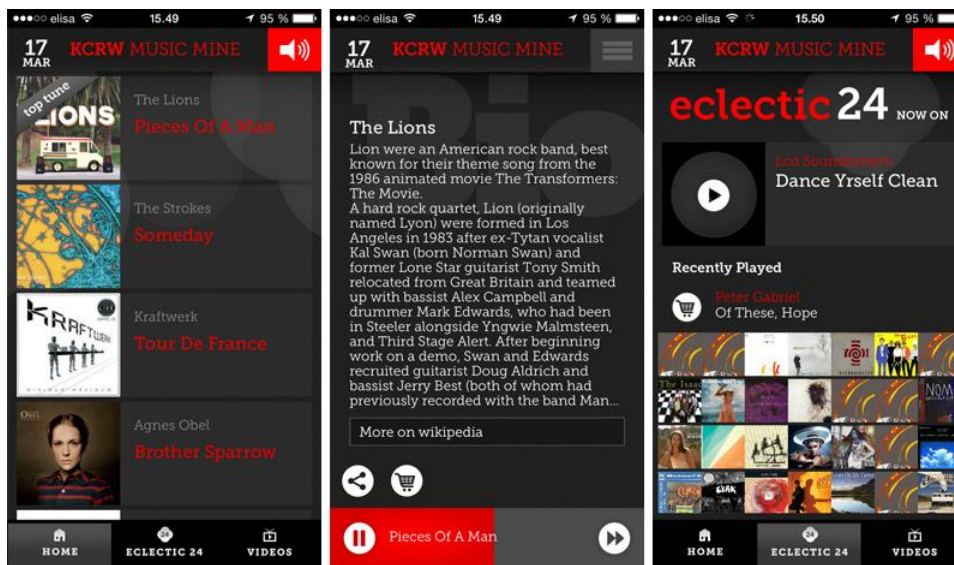 elisa 15.49 95 %
17 MAR KCRW MUSIC MINE
top tune
LIONS
The Lions
Pieces Of A Man
The Strokes
Someday
KRAFTWERK
MINIMUM MAXIMUM
Kraftwerk
Tour De France
OBEL
Agnes Obel
Brother Sparrow
HOME
ECLECTIC 24
VIDEOS
elisa 15.49 95 %
17 MAR KCRW MUSIC MINE
Bio
The Lions
Lion were an American rock band, best
known for their theme song from the
1986 animated movie The Transformers:
The Movie.
A hard rock quartet, Lion (originally
named Lyon) were formed in Los
Angeles in 1983 after ex-Tytan vocalist
Kal Swan (born Norman Swan) and
former Lone Star guitarist Tony Smith
relocated from Great Britain and teamed
up with bassist Alex Campbell and
drummer Mark Edwards, who had been
in Steeler alongside Yngwie Malmsteen,
and Third Stage Alert. After beginning
work on a demo, Swan and Edwards
recruited guitarist Doug Aldrich and
bassist Jerry Best (both of whom had
previously recorded with the band Man...
More on wikipedia
Pieces Of A Man
elisa 15.50 95 %
17 MAR KCRW MUSIC MINE
eclectic 24 NOW ON
Lcd Soundsystem
Dance Yrself Clean
Recently Played
Peter Gabriel
Of These, Hope
The Isaac
HOME
24
ECLECTIC 24
VIDEOS